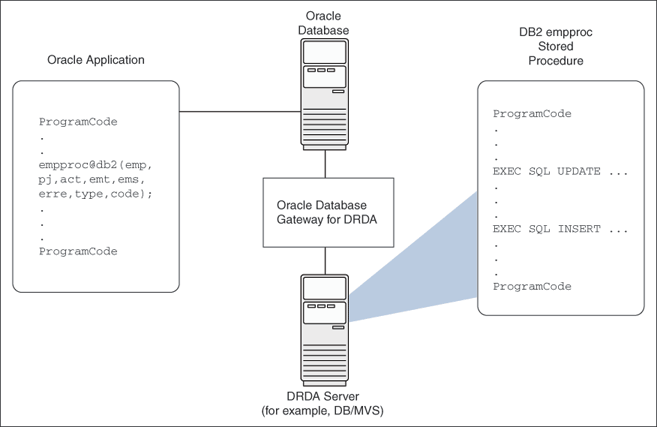 Oracle
Database
Oracle Application
ProgramCode
.
.
empproc@db2(emp,
pj,act,emt,ems,
erre,type,code);
.
.
.
ProgramCode
Oracle Database
Gateway for DRDA
DRDA Server
(for example, DB/MVS)
DB2 empproc
Stored
Procedure
ProgramCode
.
.
.
EXEC SQL UPDATE ...
.
.
.
EXEC SQL INSERT ...
.
.
.
ProgramCode